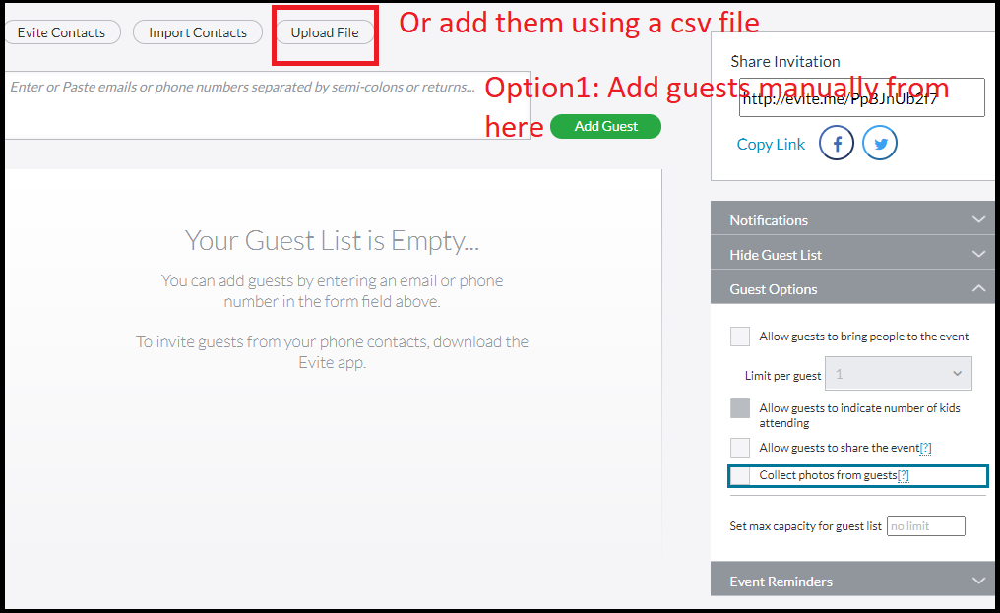 Evite Contacts
Import Contacts
Upload File
Or add them using a csv file
Enter or Paste emails or phone numbers separated by semi-colons or returns...
Option1: Add guests manually from
here
Add Guest
Your Guest List is Empty...
You can add guests by entering an email or phone
number in the form field above.
To invite guests from your phone contacts, download the
Evite app.
Share Invitation
http://evite.me/PpBJnUb2f7
Copy Link
Notifications
Hide Guest List
Guest Options
Allow guests to bring people to the event
Limit per guest 1
Allow guests to indicate number of kids
attending
Allow guests to share the event[?]
Collect photos from guests[?]
Set max capacity for guest list no limit
Event Reminders